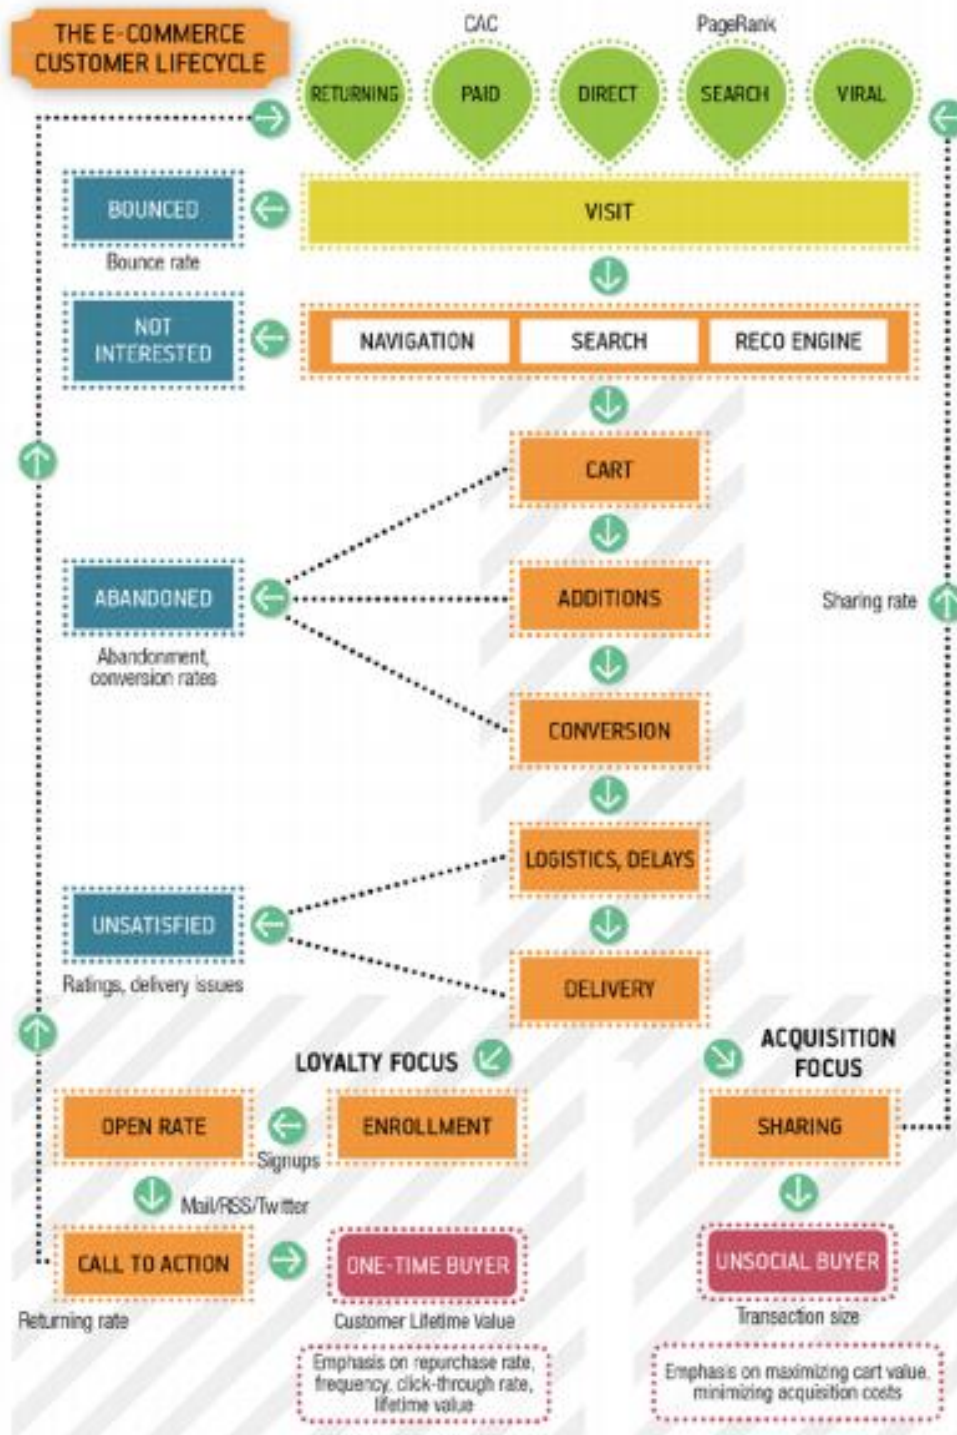 THE E-COMMERCE
CUSTOMER LIFECYCLE
CAC
PageRank
RETURNING
PAID
DIRECT
SEARCH
VIRAL
BOUNCED
VISIT
Bounce rate
NOT
INTERESTED
NAVIGATION
SEARCH
RECO ENGINE
CART
ABANDONED
ADDITIONS
Sharing rate
Abandonment,
conversion rates
CONVERSION
LOGISTICS, DELAYS
UNSATISFIED
Ratings, delivery issues
DELIVERY
LOYALTY FOCUS
ACQUISITION
FOCUS
OPEN RATE
ENROLLMENT
SHARING
Signups
Mail/RSS/Twitter
CALL TO ACTION
ONE-TIME BUYER
UNSOCIAL BUYER
Returning rate
Customer Lifetime Value
Transaction size
Emphasis on repurchase rate,
frequency, click-through rate,
lifetime value
Emphasis on maximizing cart value,
minimizing acquisition costs